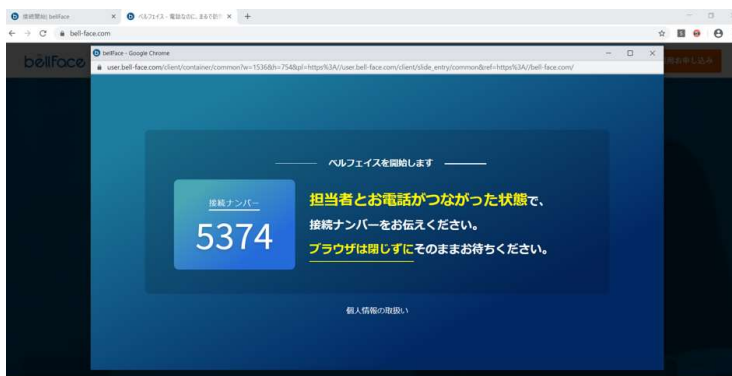 接続開始| bellFace
ベルフェイス - 電話なのに、まるで訪
bell-face.com
bellFace
bellFace - Google Chrome
user.bell-face.com/client/container/common?w=1536&h=754&pl=https%3A//user.bell-face.com/client/slide_entry/common&ref=https%3A//bell-face.com/
お申し込み
ベルフェイスを開始します
接続ナンバー
5374
担当者とお電話がつながった状態で、
接続ナンバーをお伝えください。
ブラウザは閉じずにそのままお待ちください。
個人情報の取扱い